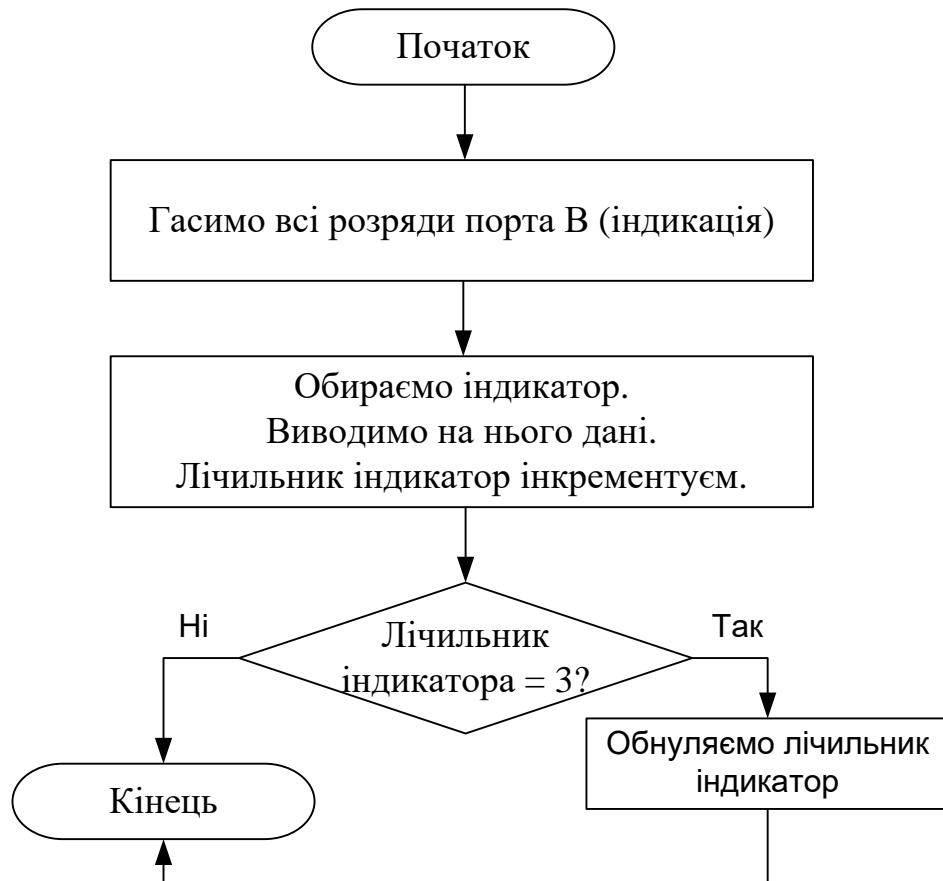 Початок
Гасимо всі розряди порта В (індикація)
Обираємо індикатор.
Виводимо на нього дані.
Лічильник індикатор інкрементуєм.
Ні
Лічильник
індикатора = 3?
Так
Обнуляємо лічильник
індикатор
Кінець